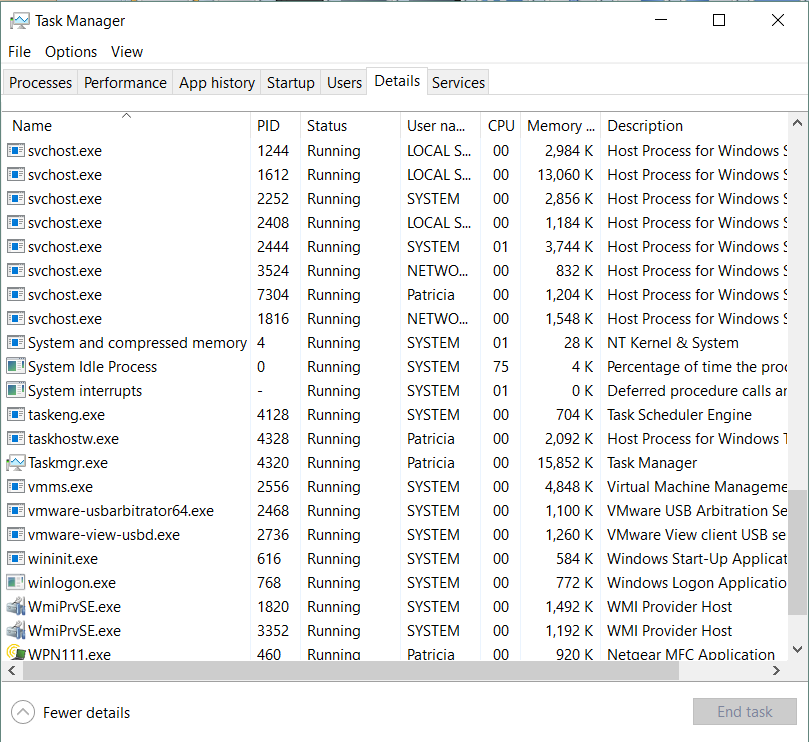 Task Manager
File Options View
Processes Performance App history Startup Users Details Services
Name PID Status User na... CPU Memory ... Description
svchost.exe 1244 Running LOCAL S... 00 2,984 K Host Process for Windows S
svchost.exe 1612 Running LOCAL S... 00 13,060 K Host Process for Windows S
svchost.exe 2252 Running SYSTEM 00 2,856 K Host Process for Windows S
svchost.exe 2408 Running LOCAL S... 00 1,184 K Host Process for Windows S
svchost.exe 2444 Running SYSTEM 01 3,744 K Host Process for Windows S
svchost.exe 3524 Running NETWO... 00 832 K Host Process for Windows S
svchost.exe 7304 Running Patricia 00 1,204 K Host Process for Windows S
svchost.exe 1816 Running NETWO... 00 1,548 K Host Process for Windows S
System and compressed memory 4 Running SYSTEM 01 28 K NT Kernel & System
System Idle Process 0 Running SYSTEM 75 4 K Percentage of time the proc
System interrupts - Running SYSTEM 01 0 K Deferred procedure calls ar
taskeng.exe 4128 Running SYSTEM 00 704 K Task Scheduler Engine
taskhostw.exe 4328 Running Patricia 00 2,092 K Host Process for Windows T
Taskmgr.exe 4320 Running Patricia 00 15,852 K Task Manager
vmms.exe 2556 Running SYSTEM 00 4,848 K Virtual Machine Manageme
vmware-usbarbitrator64.exe 2468 Running SYSTEM 00 1,100 K VMware USB Arbitration Se
vmware-view-usbd.exe 2736 Running SYSTEM 00 1,260 K VMware View client USB se
wininit.exe 616 Running SYSTEM 00 584 K Windows Start-Up Applicat
winlogon.exe 768 Running SYSTEM 00 772 K Windows Logon Applicatio
WmiPrvSE.exe 1820 Running SYSTEM 00 1,492 K WMI Provider Host
WmiPrvSE.exe 3352 Running SYSTEM 00 1,192 K WMI Provider Host
WPN111.exe 460 Running Patricia 00 920 K Netgear MFC Application
Fewer details End task